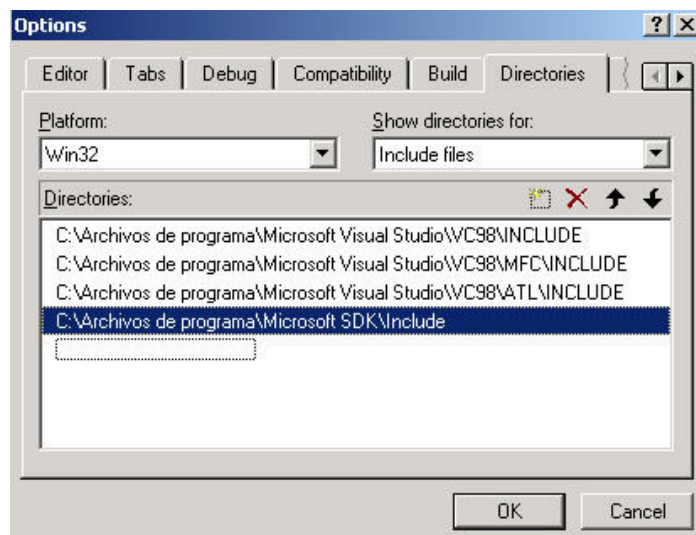 Options
Editor Tabs Debug Compatibility Build Directories
Platform: Show directories for:
Win32 Include files
Directories:
C:\Archivos de programa\Microsoft Visual Studio\VC98\INCLUDE
C:\Archivos de programa\Microsoft Visual Studio\VC98\MFC\INCLUDE
C:\Archivos de programa\Microsoft Visual Studio\VC98\ATL\INCLUDE
C:\Archivos de programa\Microsoft SDK\Include
OK Cancel